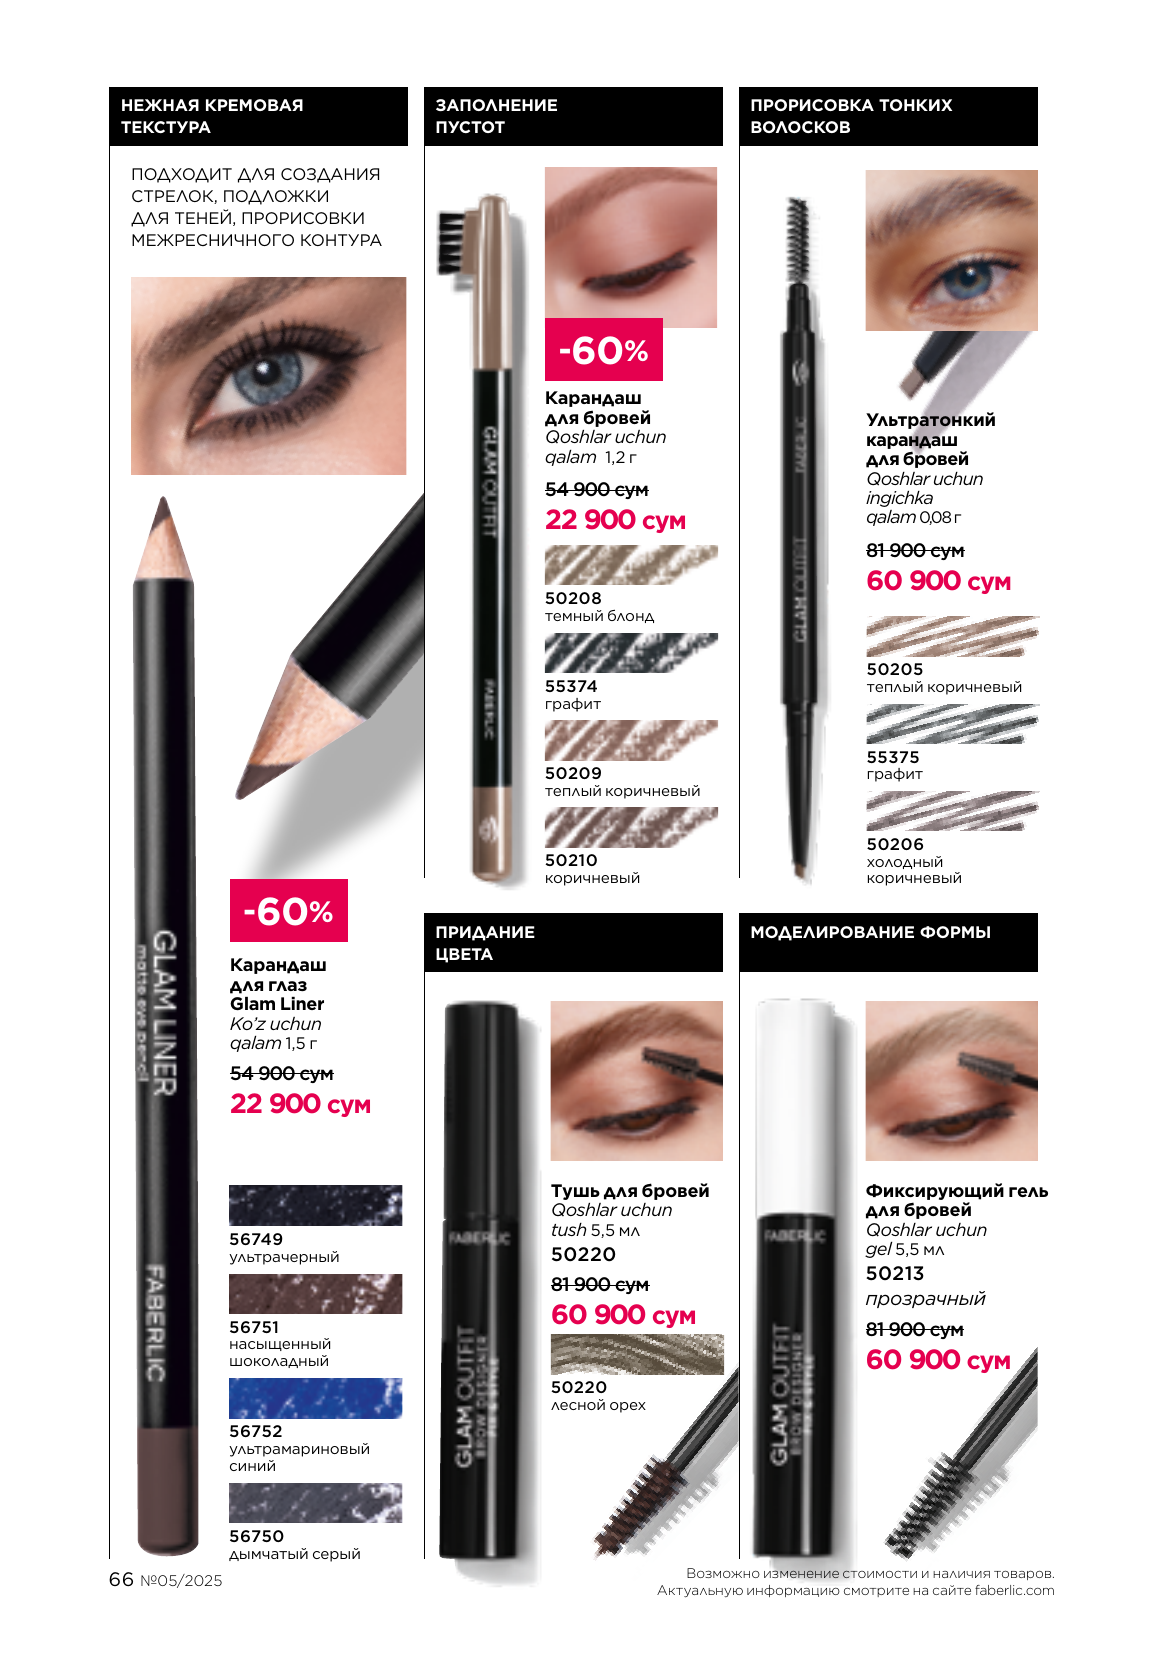 НЕЖНАЯ КРЕМОВАЯ
ТЕКСТУРА
ПОДХОДИТ ДЛЯ СОЗДАНИЯ
СТРЕЛОК, ПОДЛОЖКИ
ДЛЯ ТЕНЕЙ, ПРОРИСОВКИ
МЕЖРЕСНИЧНОГО КОНТУРА
GLAM LINER
matte eye pencil
FABERLIC
-60%
Карандаш
для глаз
Glam Liner
Ko'z uchun
qalam 1,5 г
54 900 сум
22 900 сум
56749
ультрачерный
56751
насыщенный
шоколадный
56752
ультрамариновый
синий
56750
дымчатый серый
ЗАПОЛНЕНИЕ
ПУСТОТ
GLAM OUTFIT
FABERLIC
-60%
Карандаш
для бровей
Qoshlar uchun
qalam 1,2 г
54 900 сум
22 900 сум
50208
темный блонд
55374
графит
50209
теплый коричневый
50210
коричневый
ПРОРИСОВКА ТОНКИХ
ВОЛОСКОВ
FABERLIC
GLAM OUTFIT
Ультратонкий
карандаш
для бровей
Qoshlar uchun
ingichka
qalam 0,08 г
81 900 сум
60 900 сум
50205
теплый коричневый
55375
графит
50206
холодный
коричневый
ПРИДАНИЕ
ЦВЕТА
FABERLIC
GLAM OUTFIT
BROW DESIGNER
FIX & STYLE
Тушь для бровей
Qoshlar uchun
tush 5,5 мл
50220
81 900 сум
60 900 сум
50220
лесной орех
МОДЕЛИРОВАНИЕ ФОРМЫ
FABERLIC
GLAM OUTFIT
BROW DESIGNER
FIX & STYLE
Фиксирующий гель
для бровей
Qoshlar uchun
gel 5,5 мл
50213
прозрачный
81 900 сум
60 900 сум
66 №05/2025
Возможно изменение стоимости и наличия товаров.
Актуальную информацию смотрите на сайте faberlic.com